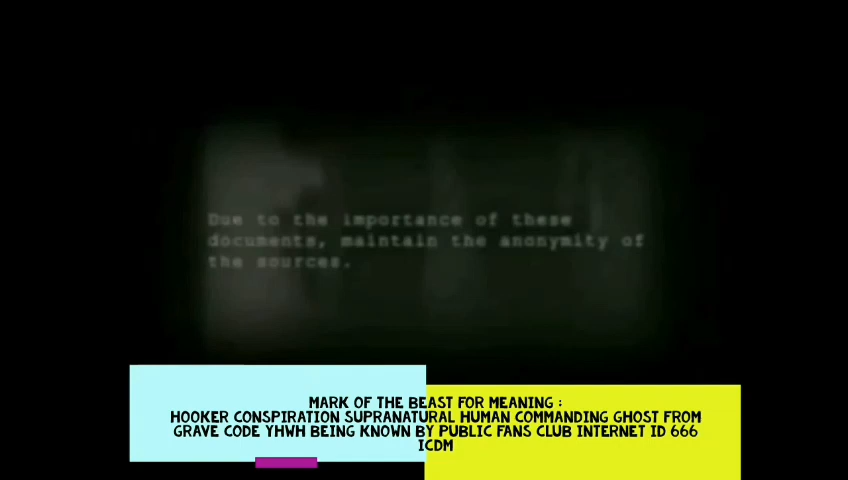 Due to the importance of these
documents, maintain the anonymity of
the sources.
MARK OF THE BEAST FOR MEANING :
HOOKER CONSPIRATION SUPRANATURAL HUMAN COMMANDING GHOST FROM
GRAVE CODE YHWH BEING KNOWN BY PUBLIC FANS CLUB INTERNET ID 666
ICDM